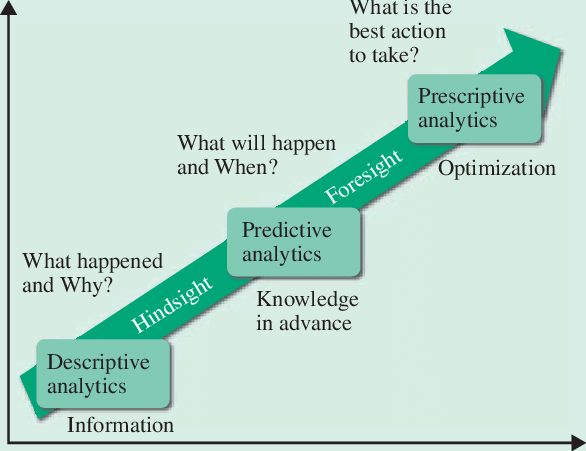 What is the
best action
to take?
Prescriptive
analytics
What will happen
and When?
Foresight
Optimization
Predictive
analytics
What happened
and Why?
Hindsight
Knowledge
in advance
Descriptive
analytics
Information